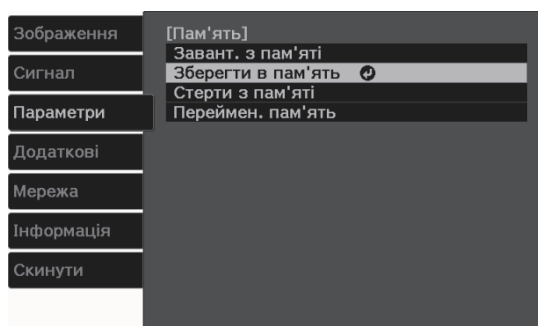 Зображення
Сигнал
Параметри
Додаткові
Мережа
Інформація
Скинути
[Пам'ять]
Завант. з пам'яті
Зберегти в пам'ять
Стерти з пам'яті
Переймен. пам'ять